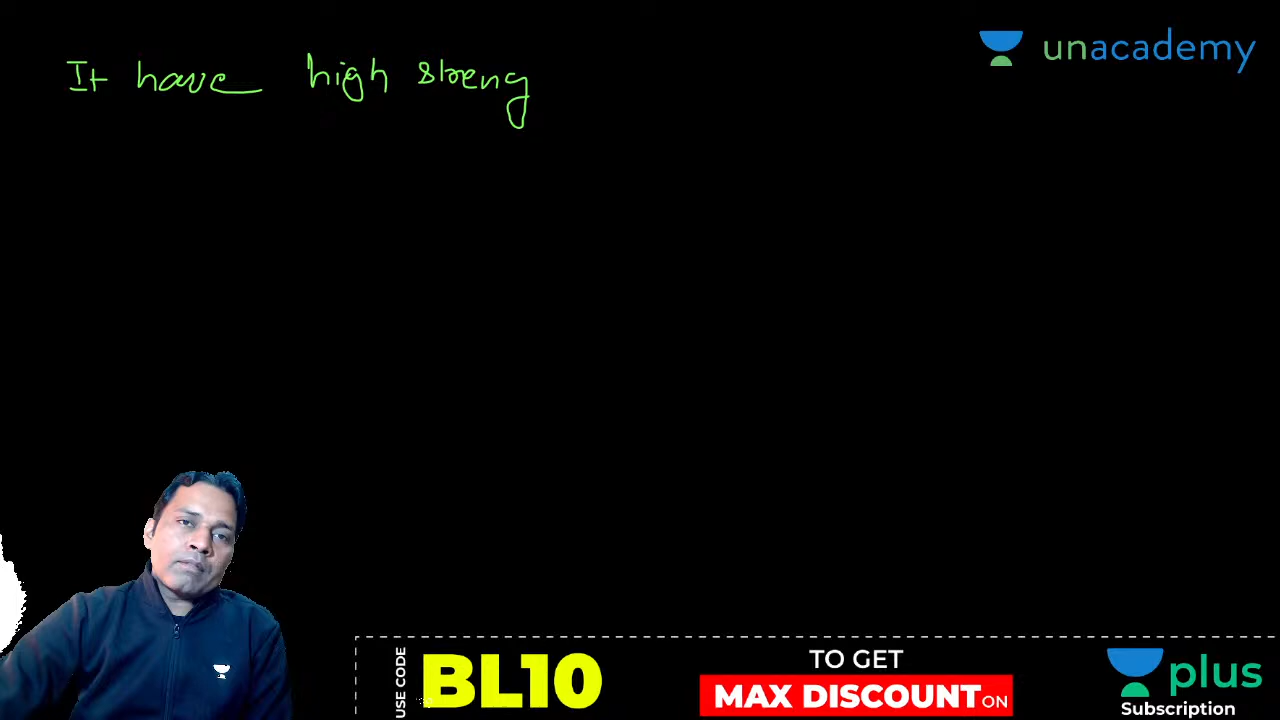 unacademy
It have high streng
USE CODE
BL10
TO GET
MAX DISCOUNT ON
plus
Subscription